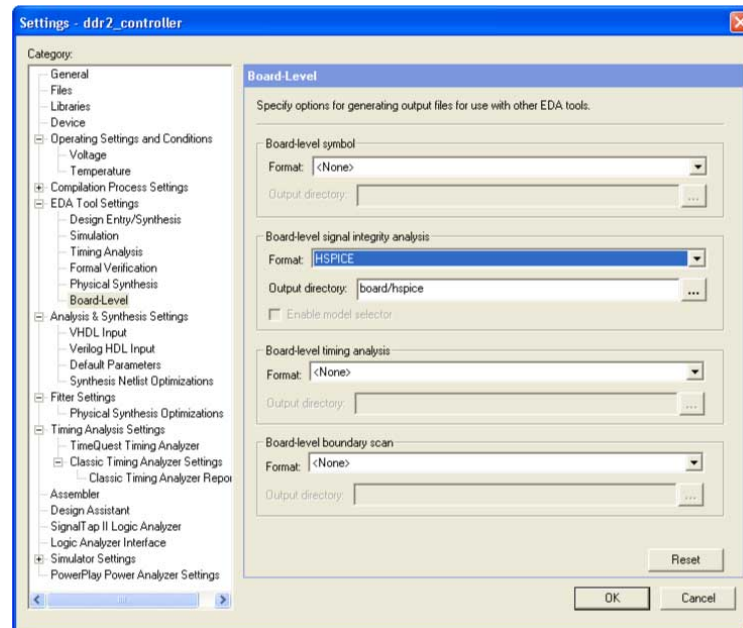 Settings - ddr2_controller
Category:
General
Files
Libraries
Device
Operating Settings and Conditions
Voltage
Temperature
Compilation Process Settings
EDA Tool Settings
Design Entry/Synthesis
Simulation
Timing Analysis
Formal Verification
Physical Synthesis
Board-Level
Analysis & Synthesis Settings
VHDL Input
Verilog HDL Input
Default Parameters
Synthesis Netlist Optimizations
Fitter Settings
Physical Synthesis Optimizations
Timing Analysis Settings
TimeQuest Timing Analyzer
Classic Timing Analyzer Settings
Classic Timing Analyzer Repor
Assembler
Design Assistant
SignalTap II Logic Analyzer
Logic Analyzer Interface
Simulator Settings
PowerPlay Power Analyzer Settings
Board-Level
Specify options for generating output files for use with other EDA tools.
Board-level symbol
Format: <None>
Output directory: ...
Board-level signal integrity analysis
Format: HSPICE
Output directory: board/hspice ...
Enable model selector
Board-level timing analysis
Format: <None>
Output directory: ...
Board-level boundary scan
Format: <None>
Output directory: ...
Reset
OK Cancel